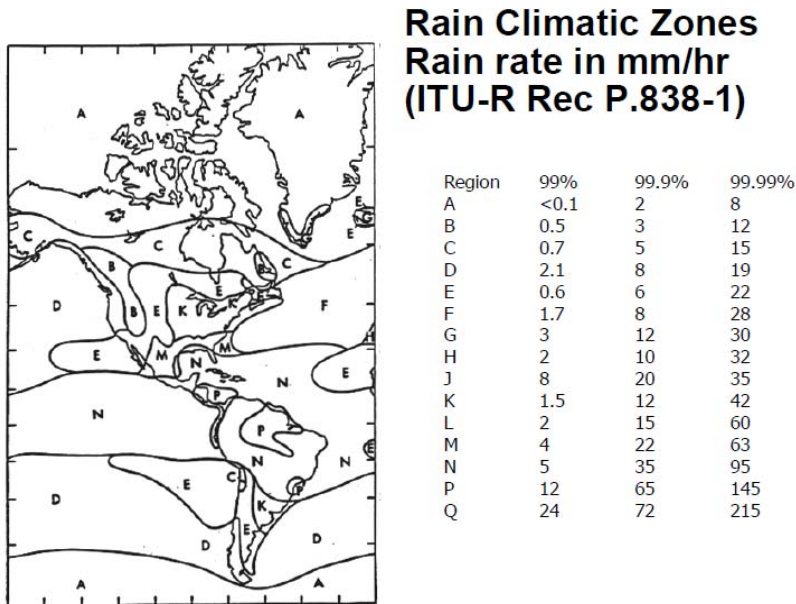 Rain Climatic Zones
Rain rate in mm/hr
(ITU-R Rec P.838-1)
Region 99% 99.9% 99.99%
A <0.1 2 8
B 0.5 3 12
C 0.7 5 15
D 2.1 8 19
E 0.6 6 22
F 1.7 8 28
G 3 12 30
H 2 10 32
J 8 20 35
K 1.5 12 42
L 2 15 60
M 4 22 63
N 5 35 95
P 12 65 145
Q 24 72 215
A A
E
G
C E
C C
B B
E E
D B E K K F
H
E M M
N E
N
N P
P
N N E
E C P
D K
E
D D
A A